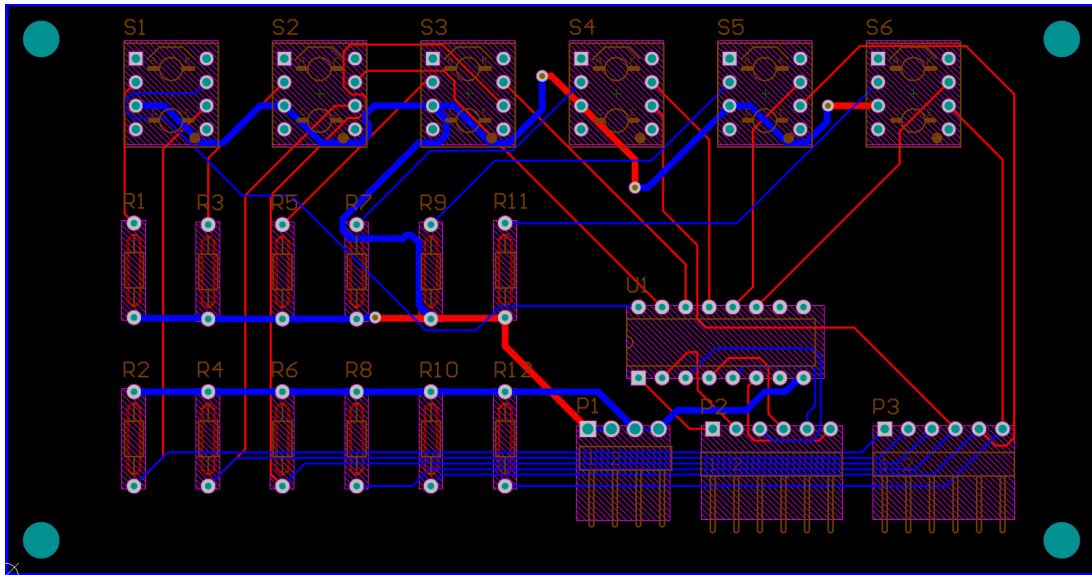 S1 S2 S3 S4 S5 S6
R1 R3 R5 R7 R9 R11
U1
R2 R4 R6 R8 R10 R12
P1 P2 P3